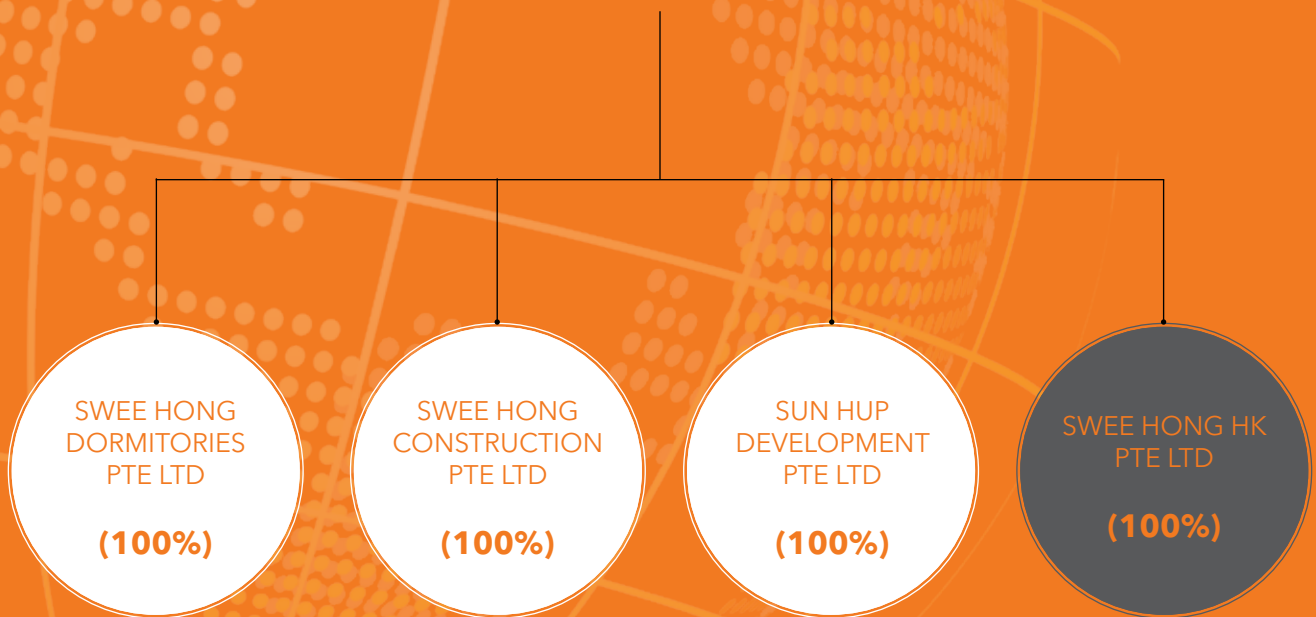 SWEE HONG
DORMITORIES
PTE LTD
(100%)
SWEE HONG
CONSTRUCTION
PTE LTD
(100%)
SUN HUP
DEVELOPMENT
PTE LTD
(100%)
SWEE HONG HK
PTE LTD
(100%)